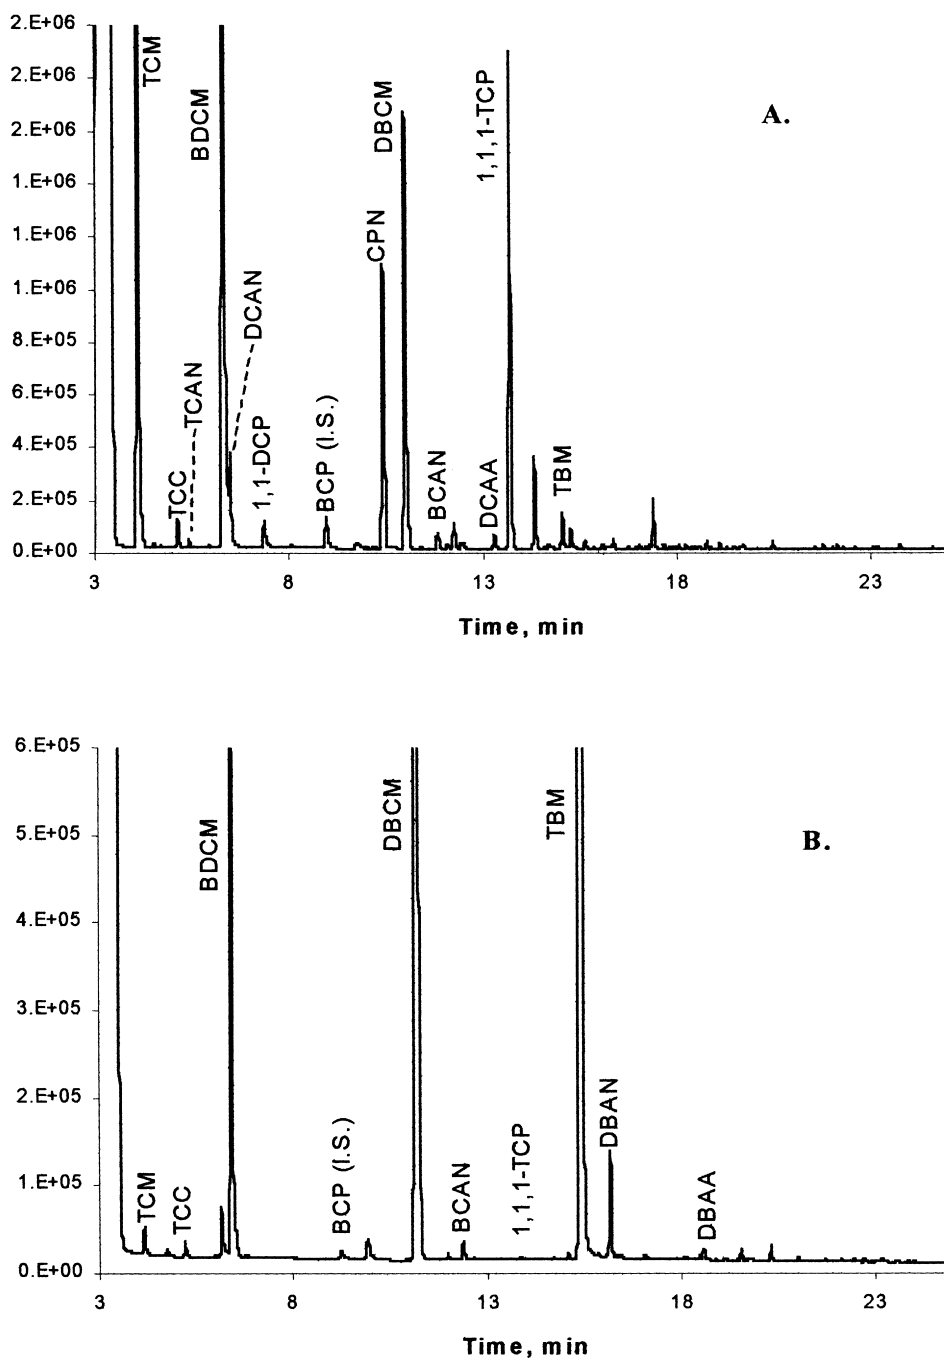 2.E+06
2.E+06
2.E+06
1.E+06
1.E+06
1.E+06
8.E+05
6.E+05
4.E+05
2.E+05
0.E+00
TCM
TCC
TCAN
BDCM
DCAN
1,1-DCP
BCP (I.S.)
CPN
DBCM
BCAN
DCAA
1,1,1-TCP
TBM
A.
3 8 13 18 23
Time, min
6.E+05
5.E+05
4.E+05
3.E+05
2.E+05
1.E+05
0.E+00
TCM
TCC
BDCM
BCP (I.S.)
DBCM
BCAN
1,1,1-TCP
TBM
DBAN
DBAA
B.
3 8 13 18 23
Time, min